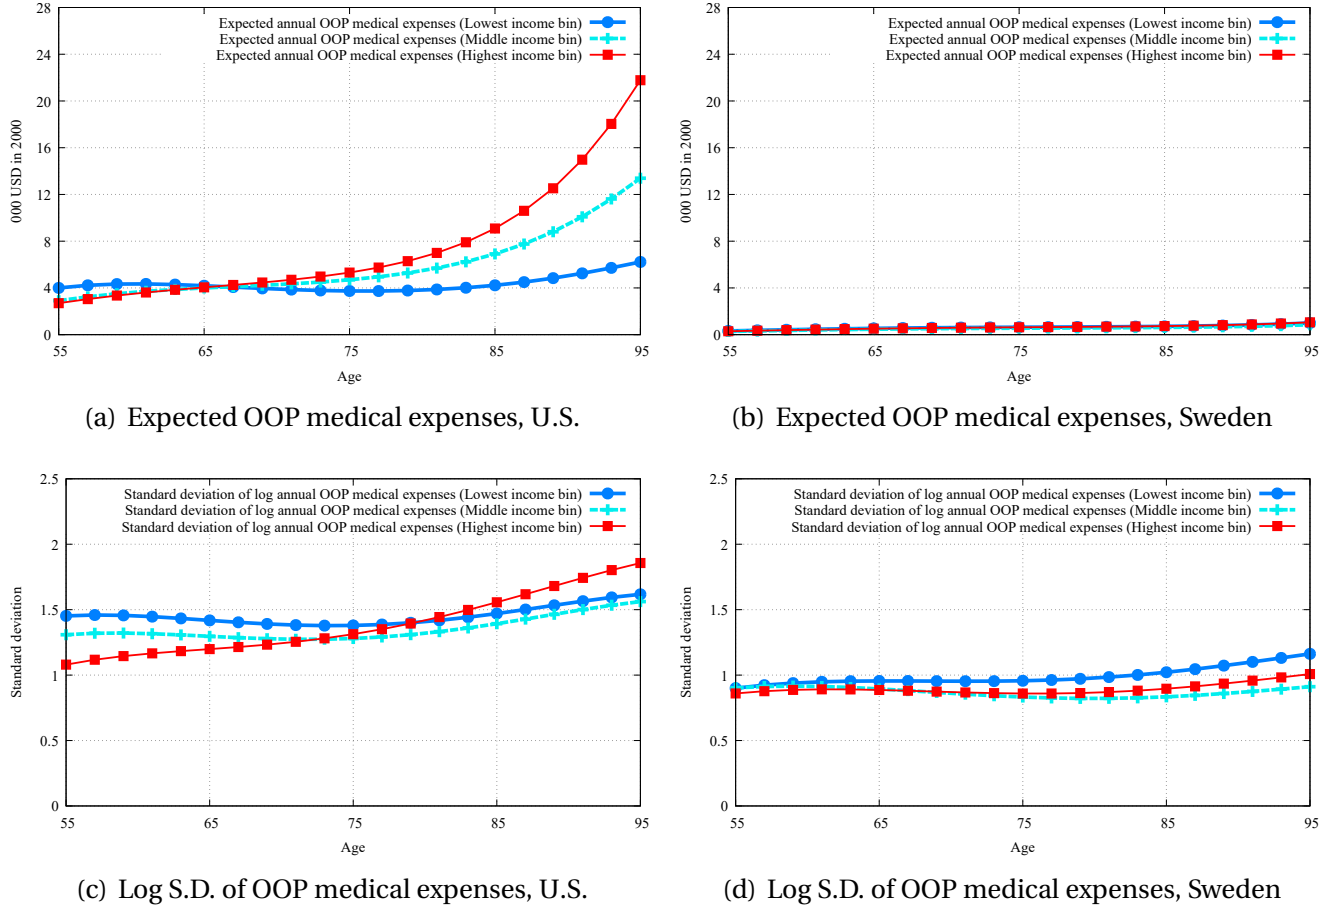 28
24
20
16
12
8
4
0
000 USD in 2000
Expected annual OOP medical expenses (Lowest income bin)
Expected annual OOP medical expenses (Middle income bin)
Expected annual OOP medical expenses (Highest income bin)
55 65 75 85 95
Age
(a) Expected OOP medical expenses, U.S.
28
24
20
16
12
8
4
0
000 USD in 2000
Expected annual OOP medical expenses (Lowest income bin)
Expected annual OOP medical expenses (Middle income bin)
Expected annual OOP medical expenses (Highest income bin)
55 65 75 85 95
Age
(b) Expected OOP medical expenses, Sweden
2.5
2
1.5
1
0.5
0
Standard deviation
Standard deviation of log annual OOP medical expenses (Lowest income bin)
Standard deviation of log annual OOP medical expenses (Middle income bin)
Standard deviation of log annual OOP medical expenses (Highest income bin)
55 65 75 85 95
Age
(c) Log S.D. of OOP medical expenses, U.S.
2.5
2
1.5
1
0.5
0
Standard deviation
Standard deviation of log annual OOP medical expenses (Lowest income bin)
Standard deviation of log annual OOP medical expenses (Middle income bin)
Standard deviation of log annual OOP medical expenses (Highest income bin)
55 65 75 85 95
Age
(d) Log S.D. of OOP medical expenses, Sweden